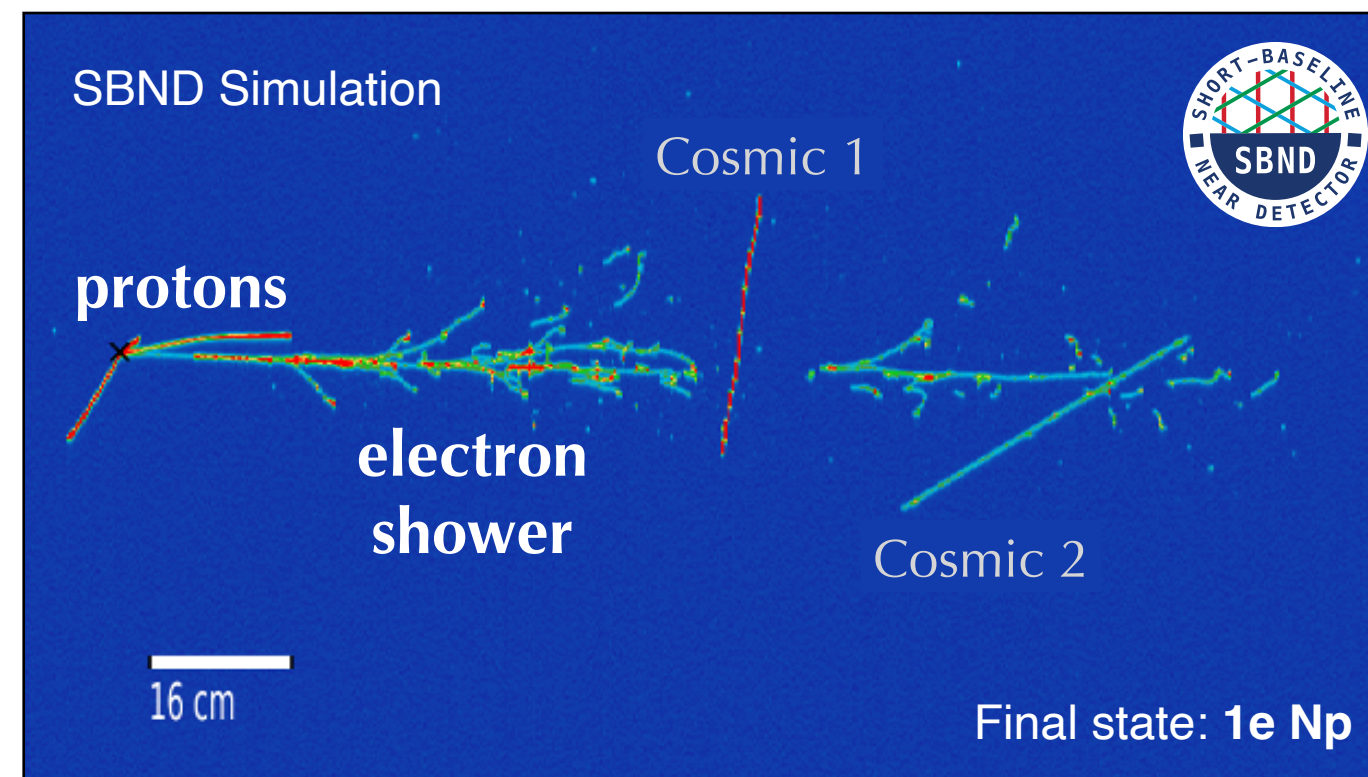 SBND Simulation
SHORT-BASELINE
SBND
NEAR DETECTOR
Cosmic 1
protons
electron
shower
Cosmic 2
16 cm
Final state: 1e Np